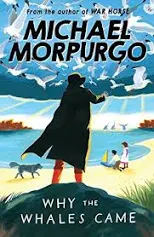 from the author of WAR HORSE
MICHAEL
MORPURGO
WHY THE
WHALES CAME